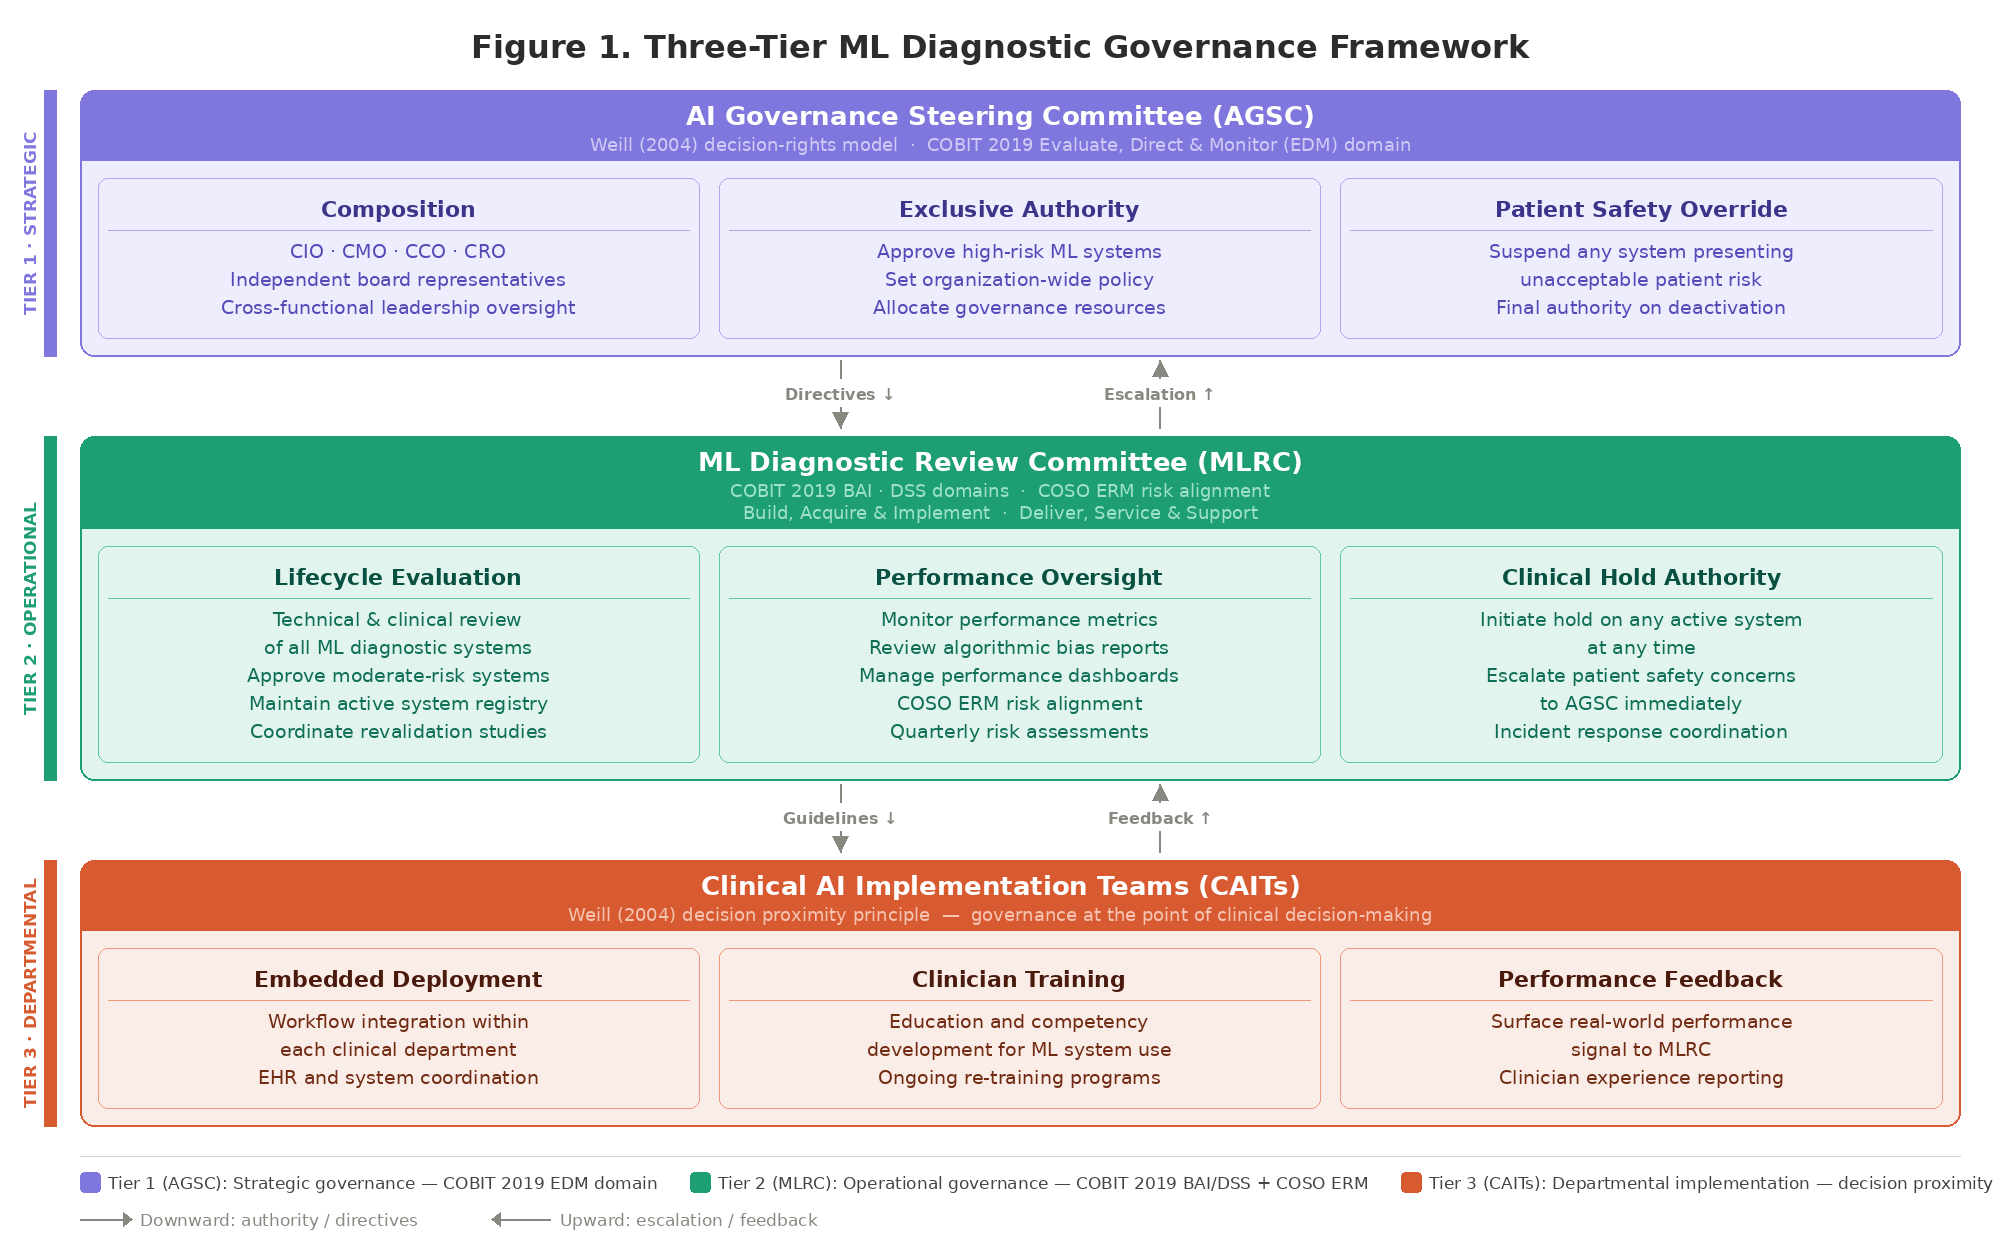 Figure 1. Three-Tier ML Diagnostic Governance Framework
TIER 1 · STRATEGIC
AI Governance Steering Committee (AGSC)
Weill (2004) decision-rights model · COBIT 2019 Evaluate, Direct & Monitor (EDM) domain
Composition
CIO · CMO · CCO · CRO
Independent board representatives
Cross-functional leadership oversight
Exclusive Authority
Approve high-risk ML systems
Set organization-wide policy
Allocate governance resources
Patient Safety Override
Suspend any system presenting
unacceptable patient risk
Final authority on deactivation
Directives ↓
Escalation ↑
TIER 2 · OPERATIONAL
ML Diagnostic Review Committee (MLRC)
COBIT 2019 BAI · DSS domains · COSO ERM risk alignment
Build, Acquire & Implement · Deliver, Service & Support
Lifecycle Evaluation
Technical & clinical review
of all ML diagnostic systems
Approve moderate-risk systems
Maintain active system registry
Coordinate revalidation studies
Performance Oversight
Monitor performance metrics
Review algorithmic bias reports
Manage performance dashboards
COSO ERM risk alignment
Quarterly risk assessments
Clinical Hold Authority
Initiate hold on any active system
at any time
Escalate patient safety concerns
to AGSC immediately
Incident response coordination
Guidelines ↓
Feedback ↑
TIER 3 · DEPARTMENTAL
Clinical AI Implementation Teams (CAITs)
Weill (2004) decision proximity principle — governance at the point of clinical decision-making
Embedded Deployment
Workflow integration within
each clinical department
EHR and system coordination
Clinician Training
Education and competency
development for ML system use
Ongoing re-training programs
Performance Feedback
Surface real-world performance
signal to MLRC
Clinician experience reporting
Tier 1 (AGSC): Strategic governance — COBIT 2019 EDM domain
Tier 2 (MLRC): Operational governance — COBIT 2019 BAI/DSS + COSO ERM
Tier 3 (CAITs): Departmental implementation — decision proximity
Downward: authority / directives
Upward: escalation / feedback